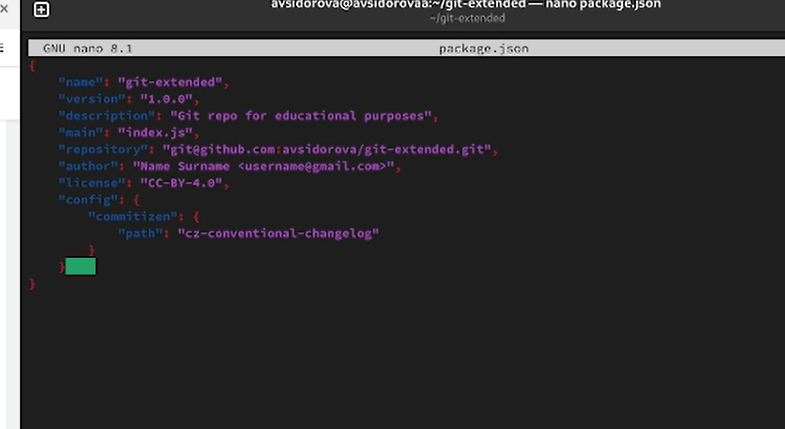 avsidorova@avsidorovaa:~/git-extended — nano package.json
~/git-extended
GNU nano 8.1 package.json
{
"name": "git-extended",
"version": "1.0.0",
"description": "Git repo for educational purposes",
"main": "index.js",
"repository": "git@github.com:avsidorova/git-extended.git",
"author": "Name Surname <username@gmail.com>",
"license": "CC-BY-4.0",
"config": {
"commitizen": {
"path": "cz-conventional-changelog"
}
}
}